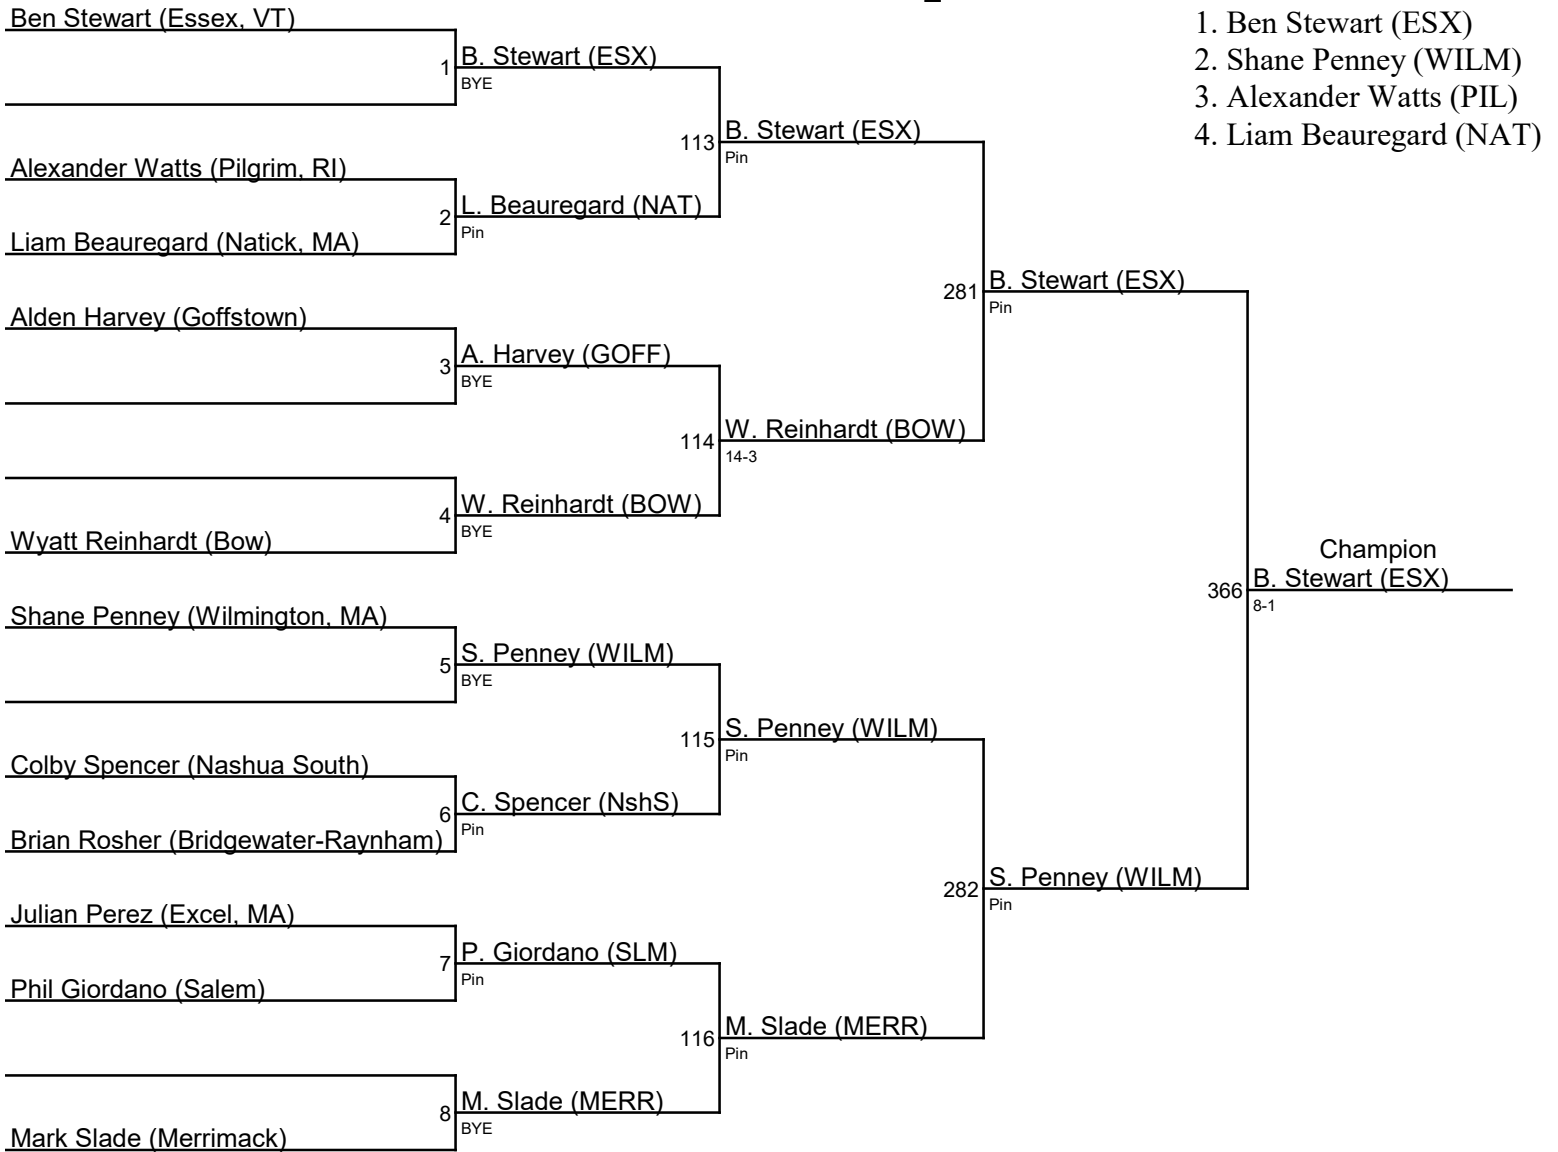 Ben Stewart (Essex, VT)
1 B. Stewart (ESX)
BYE
113 B. Stewart (ESX)
Pin
Alexander Watts (Pilgrim, RI)
2 L. Beauregard (NAT)
Pin
Liam Beauregard (Natick, MA)
281 B. Stewart (ESX)
Pin
Alden Harvey (Goffstown)
3 A. Harvey (GOFF)
BYE
114 W. Reinhardt (BOW)
14-3
4 W. Reinhardt (BOW)
BYE
Wyatt Reinhardt (Bow)
Champion
366 B. Stewart (ESX)
8-1
Shane Penney (Wilmington, MA)
5 S. Penney (WILM)
BYE
115 S. Penney (WILM)
Pin
Colby Spencer (Nashua South)
6 C. Spencer (NshS)
Pin
Brian Rosher (Bridgewater-Raynham)
282 S. Penney (WILM)
Pin
Julian Perez (Excel, MA)
7 P. Giordano (SLM)
Pin
Phil Giordano (Salem)
116 M. Slade (MERR)
Pin
8 M. Slade (MERR)
BYE
Mark Slade (Merrimack)
1. Ben Stewart (ESX)
2. Shane Penney (WILM)
3. Alexander Watts (PIL)
4. Liam Beauregard (NAT)